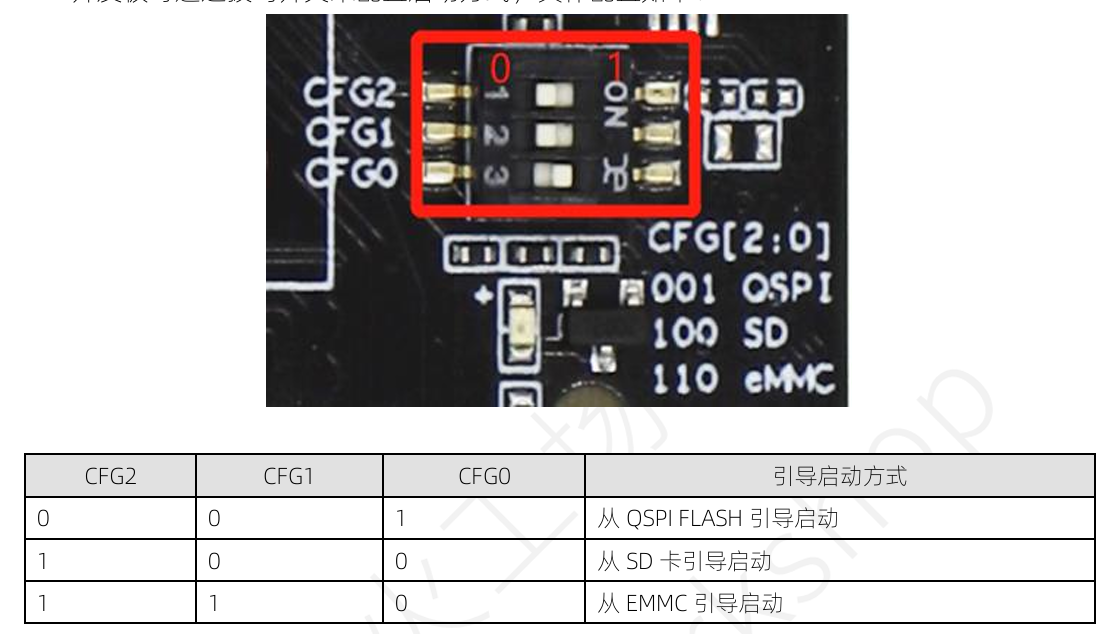 0 1
CFG2 1 ON
CFG1 2
CFG0 3
CFG[2:0]
001 QSPI
100 SD
110 eMMC
CFG2 CFG1 CFG0 引导启动方式
0 0 1 从 QSPI FLASH 引导启动
1 0 0 从 SD 卡引导启动
1 1 0 从 EMMC 引导启动